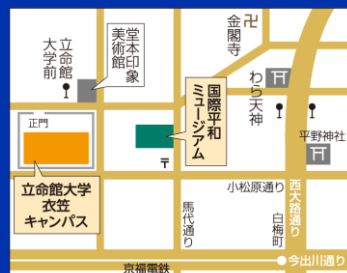 金閣寺
卍
堂本印象
美術館
立命館
大学前
わら天神
国際平和
ミュージアム
平野神社
正門
〒
立命館大学
衣笠
キャンパス
小松原通り
西大路通り
馬代通り
白梅町
今出川通り
京福電鉄